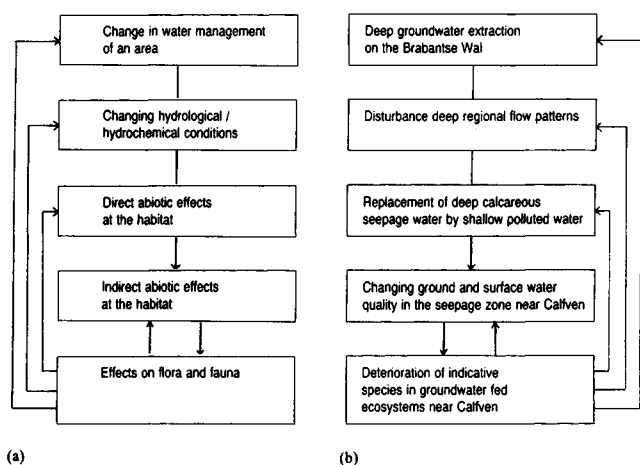 Change in water management
of an area
Changing hydrological /
hydrochemical conditions
Direct abiotic effects
at the habitat
Indirect abiotic effects
at the habitat
Effects on flora and fauna
(a)
Deep groundwater extraction
on the Brabantse Wal
Disturbance deep regional flow patterns
Replacement of deep calcareous
seepage water by shallow polluted water
Changing ground and surface water
quality in the seepage zone near Calfven
Deterioration of indicative
species in groundwater fed
ecosystems near Calfven
(b)